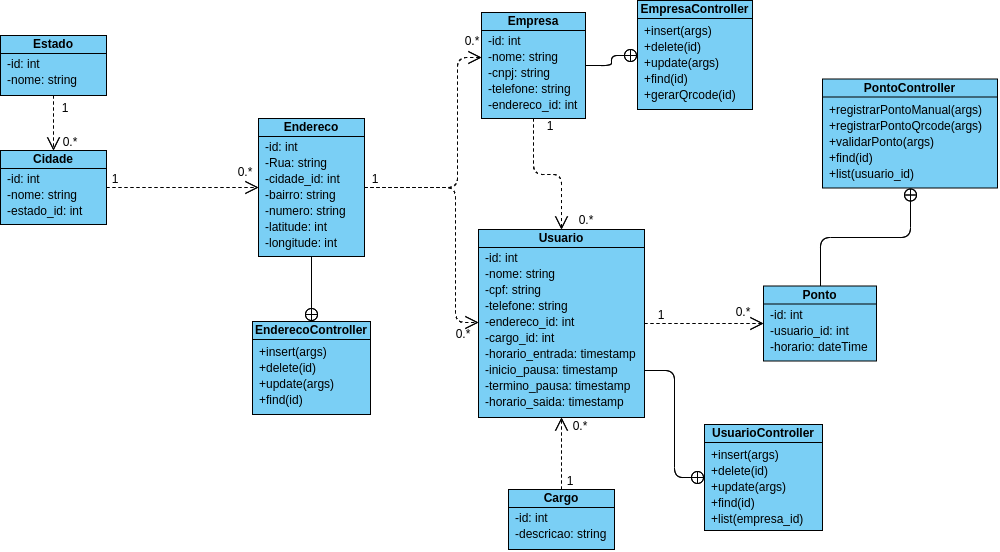 Estado
-id: int
-nome: string
1
0.*
Cidade
-id: int
-nome: string
-estado_id: int
1
0.*
Endereco
-id: int
-Rua: string
-cidade_id: int
-bairro: string
-numero: string
-latitude: int
-longitude: int
1
0.*
0.*
EnderecoController
+insert(args)
+delete(id)
+update(args)
+find(id)
Empresa
-id: int
-nome: string
-cnpj: string
-telefone: string
-endereco_id: int
1
0.*
EmpresaController
+insert(args)
+delete(id)
+update(args)
+find(id)
+gerarQrcode(id)
Usuario
-id: int
-nome: string
-cpf: string
-telefone: string
-endereco_id: int
-cargo_id: int
-horario_entrada: timestamp
-inicio_pausa: timestamp
-termino_pausa: timestamp
-horario_saida: timestamp
0.*
1
Cargo
-id: int
-descricao: string
1
0.*
PontoController
+registrarPontoManual(args)
+registrarPontoQrcode(args)
+validarPonto(args)
+find(id)
+list(usuario_id)
Ponto
-id: int
-usuario_id: int
-horario: dateTime
UsuarioController
+insert(args)
+delete(id)
+update(args)
+find(id)
+list(empresa_id)